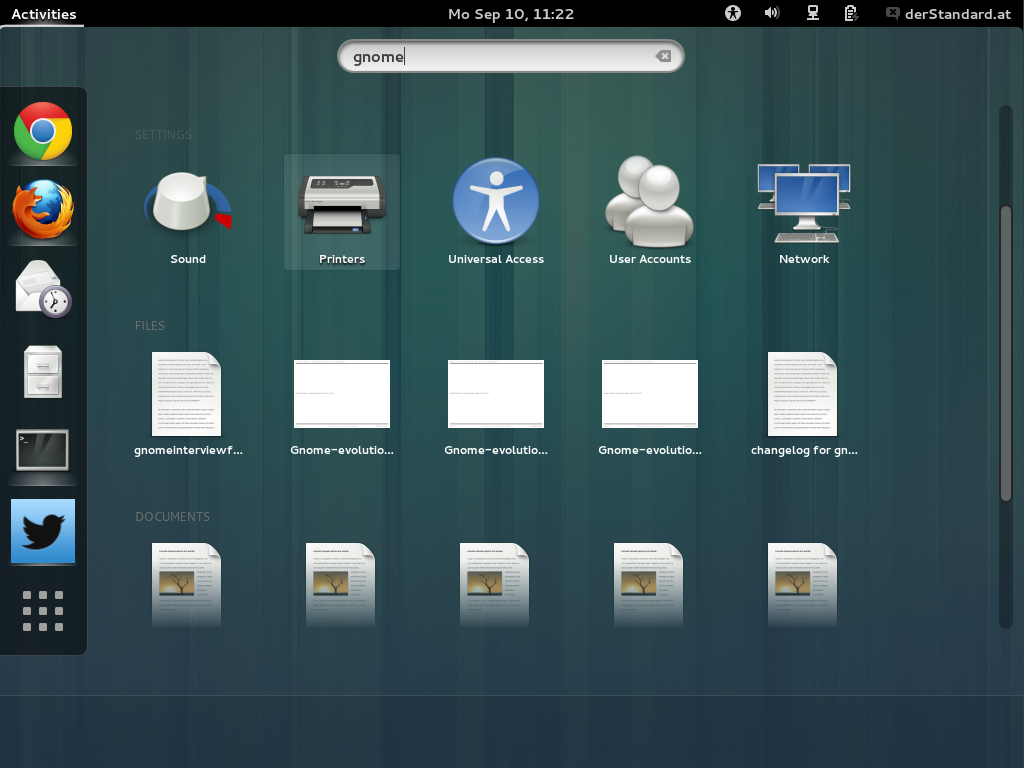 Activities
Mo Sep 10, 11:22
derStandard.at
gnome
SETTINGS
Sound
Printers
Universal Access
User Accounts
Network
FILES
>_
gnomeinterviewf...
Gnome-evolutio...
Gnome-evolutio...
Gnome-evolutio...
changelog for gn...
DOCUMENTS